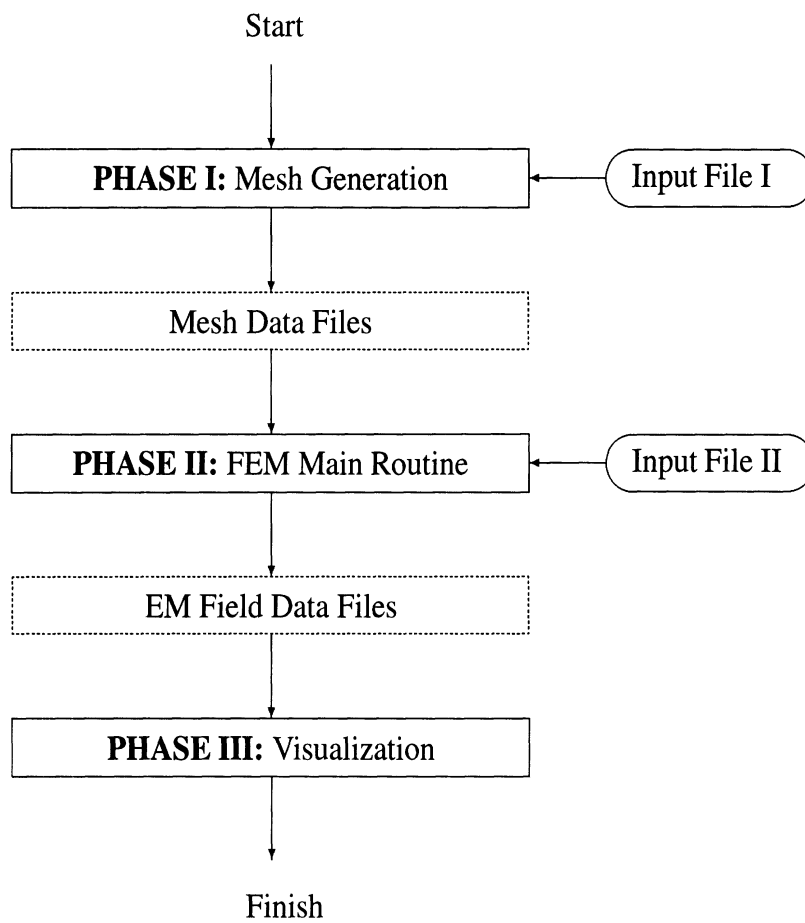 Start
PHASE I: Mesh Generation
Input File I
Mesh Data Files
PHASE II: FEM Main Routine
Input File II
EM Field Data Files
PHASE III: Visualization
Finish